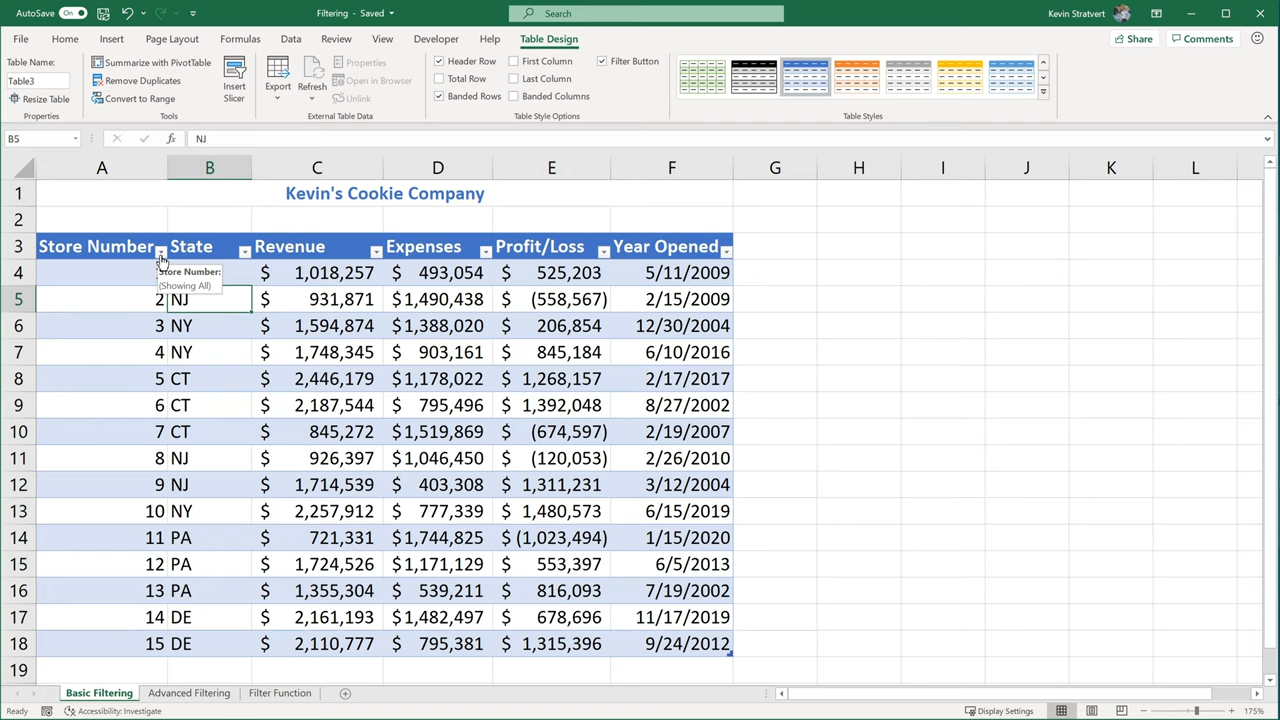 AutoSave On Filtering - Saved Search Kevin Stratvert
File Home Insert Page Layout Formulas Data Review View Developer Help Table Design Share Comments
Table Name:
Table3
Resize Table
Properties
Summarize with PivotTable
Remove Duplicates
Convert to Range
Insert
Slicer
Tools
Export
Refresh
Properties
Open in Browser
Unlink
External Table Data
Header Row First Column Filter Button
Total Row Last Column
Banded Rows Banded Columns
Table Style Options
Table Styles
B5 fx NJ
A B C D E F G H I J K L
1 Kevin's Cookie Company
2
3 Store Number State Revenue Expenses Profit/Loss Year Opened
Store Number:
(Showing All)
4 $ 1,018,257 $ 493,054 $ 525,203 5/11/2009
5 2 NJ $ 931,871 $1,490,438 $ (558,567) 2/15/2009
6 3 NY $ 1,594,874 $1,388,020 $ 206,854 12/30/2004
7 4 NY $ 1,748,345 $ 903,161 $ 845,184 6/10/2016
8 5 CT $ 2,446,179 $1,178,022 $ 1,268,157 2/17/2017
9 6 CT $ 2,187,544 $ 795,496 $ 1,392,048 8/27/2002
10 7 CT $ 845,272 $1,519,869 $ (674,597) 2/19/2007
11 8 NJ $ 926,397 $1,046,450 $ (120,053) 2/26/2010
12 9 NJ $ 1,714,539 $ 403,308 $ 1,311,231 3/12/2004
13 10 NY $ 2,257,912 $ 777,339 $ 1,480,573 6/15/2019
14 11 PA $ 721,331 $1,744,825 $ (1,023,494) 1/15/2020
15 12 PA $ 1,724,526 $1,171,129 $ 553,397 6/5/2013
16 13 PA $ 1,355,304 $ 539,211 $ 816,093 7/19/2002
17 14 DE $ 2,161,193 $1,482,497 $ 678,696 11/17/2019
18 15 DE $ 2,110,777 $ 795,381 $ 1,315,396 9/24/2012
19
Basic Filtering Advanced Filtering Filter Function
Ready Accessibility: Investigate Display Settings 175%